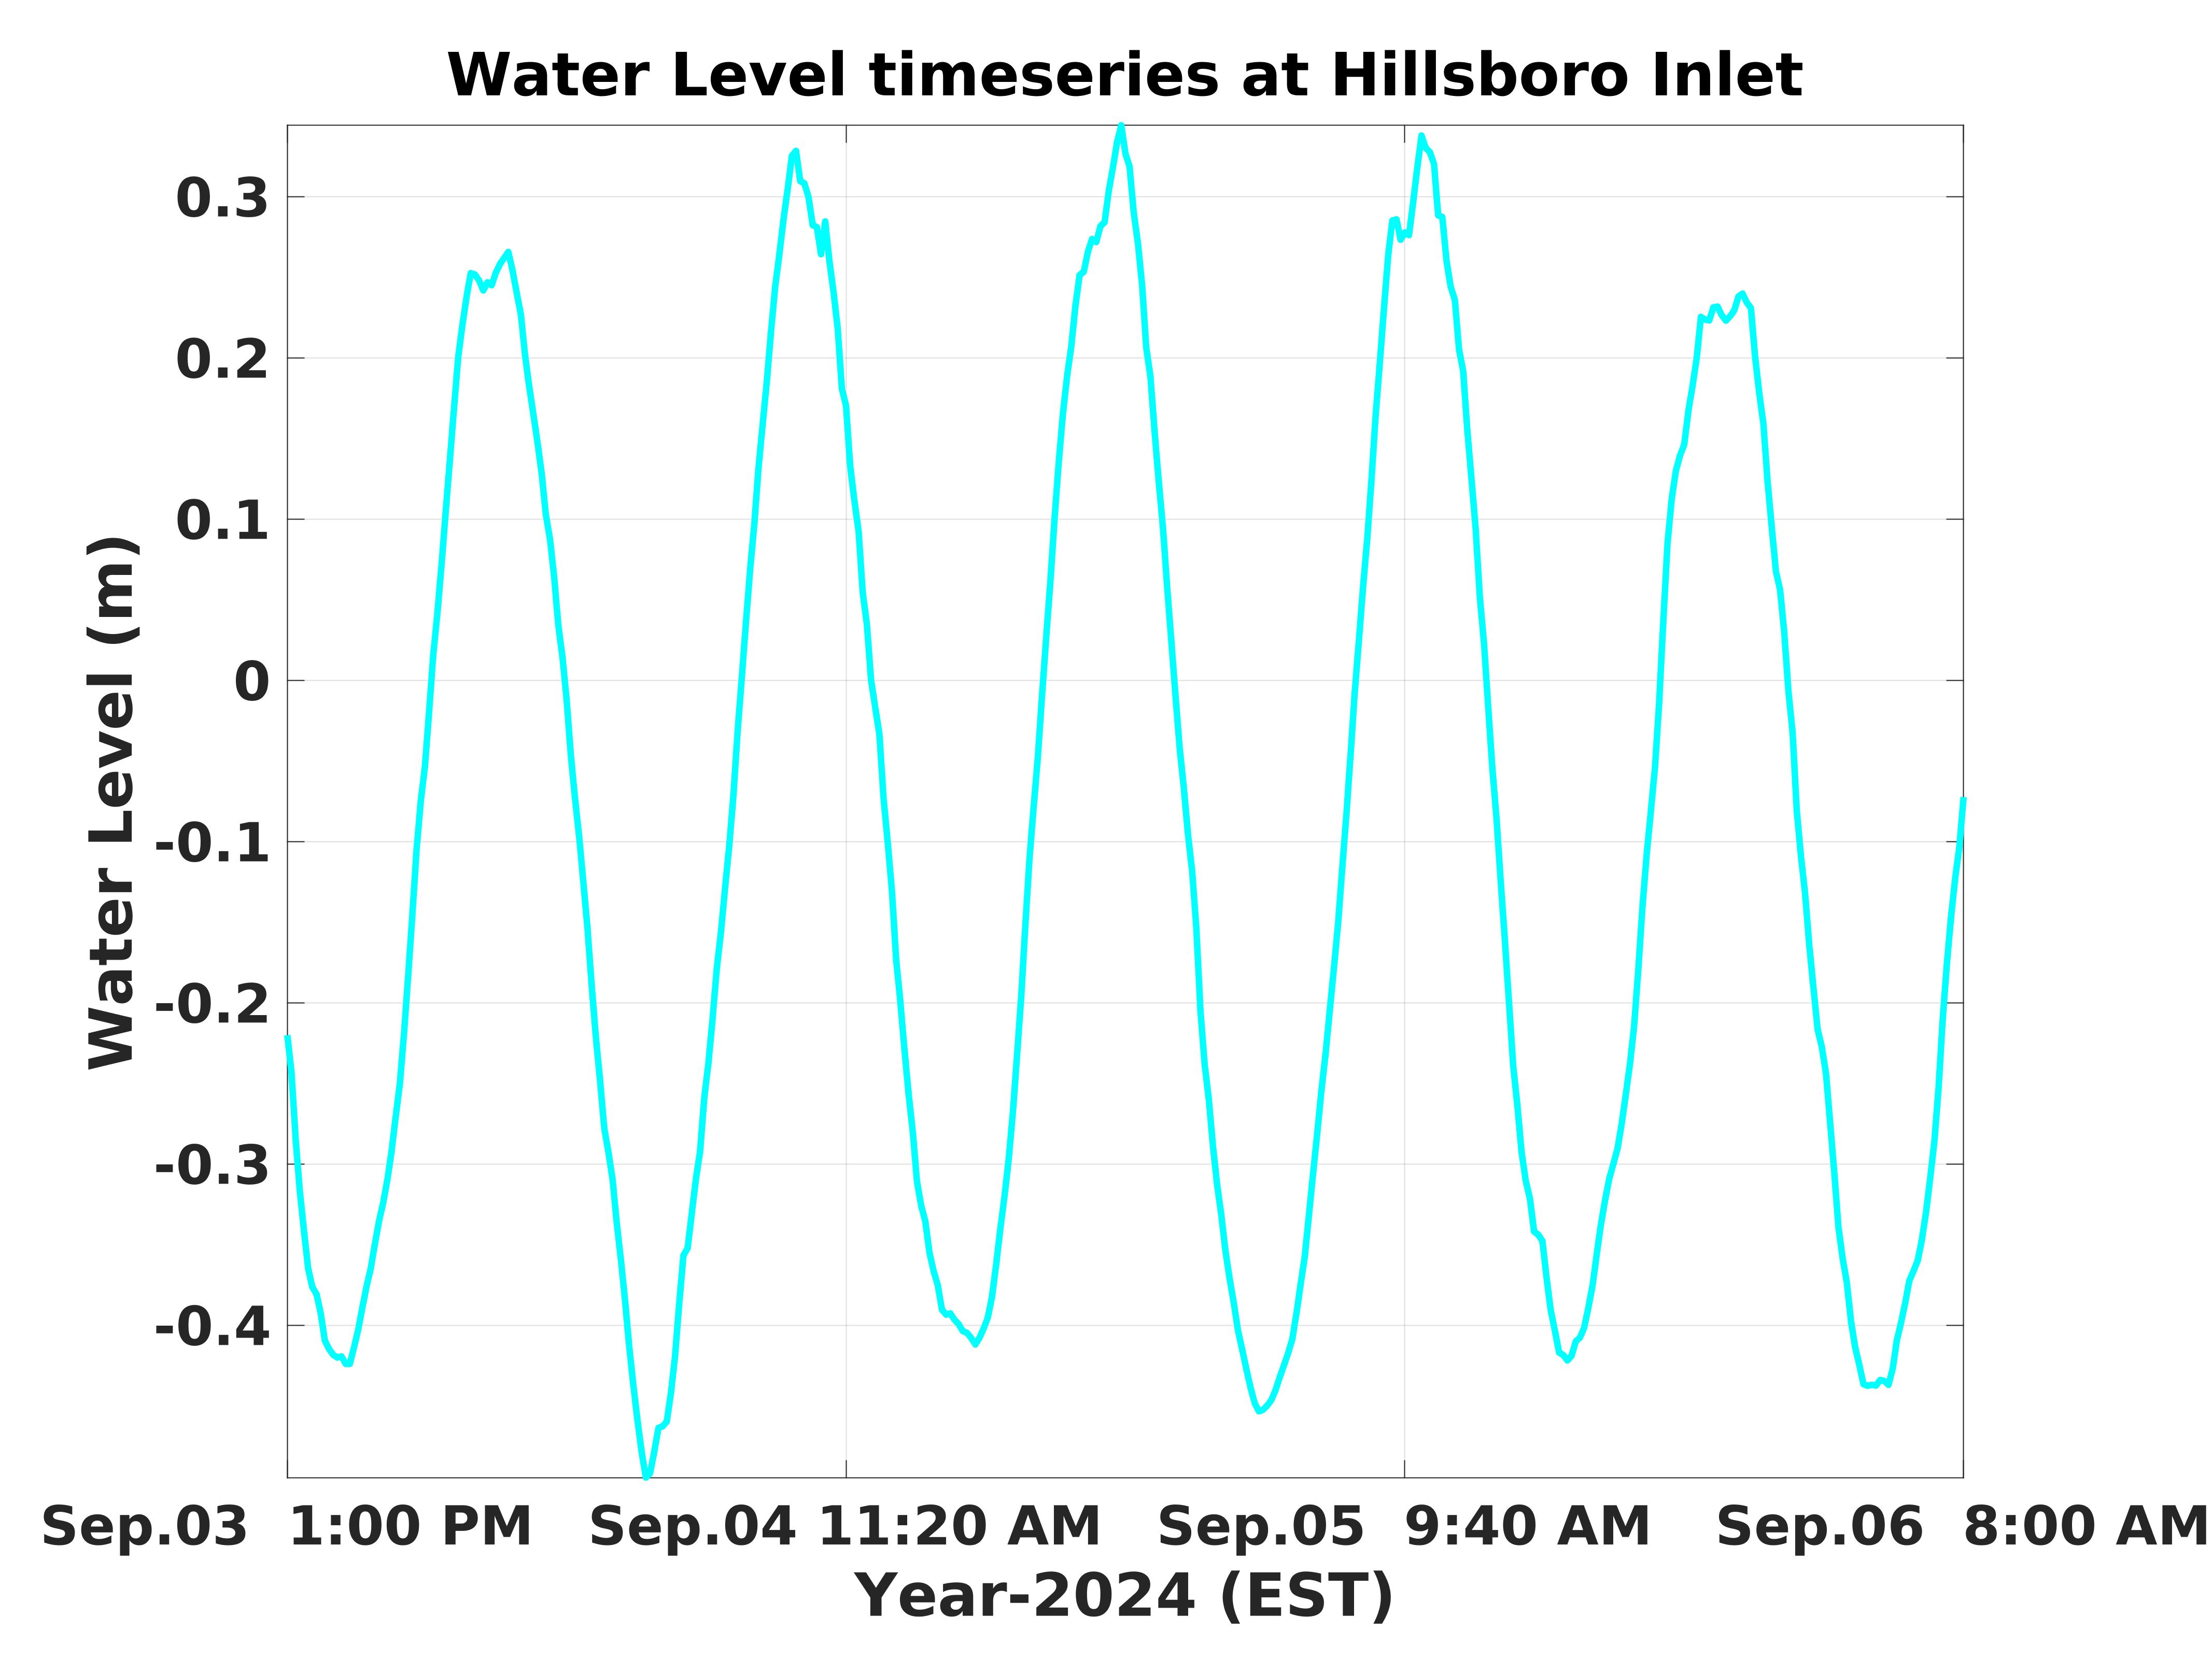 Water Level timeseries at Hillsboro Inlet
0.3
0.2
0.1
0
-0.1
-0.2
-0.3
-0.4
Water Level (m)
Sep.03 1:00 PM Sep.04 11:20 AM Sep.05 9:40 AM Sep.06 8:00 AM
Year-2024 (EST)